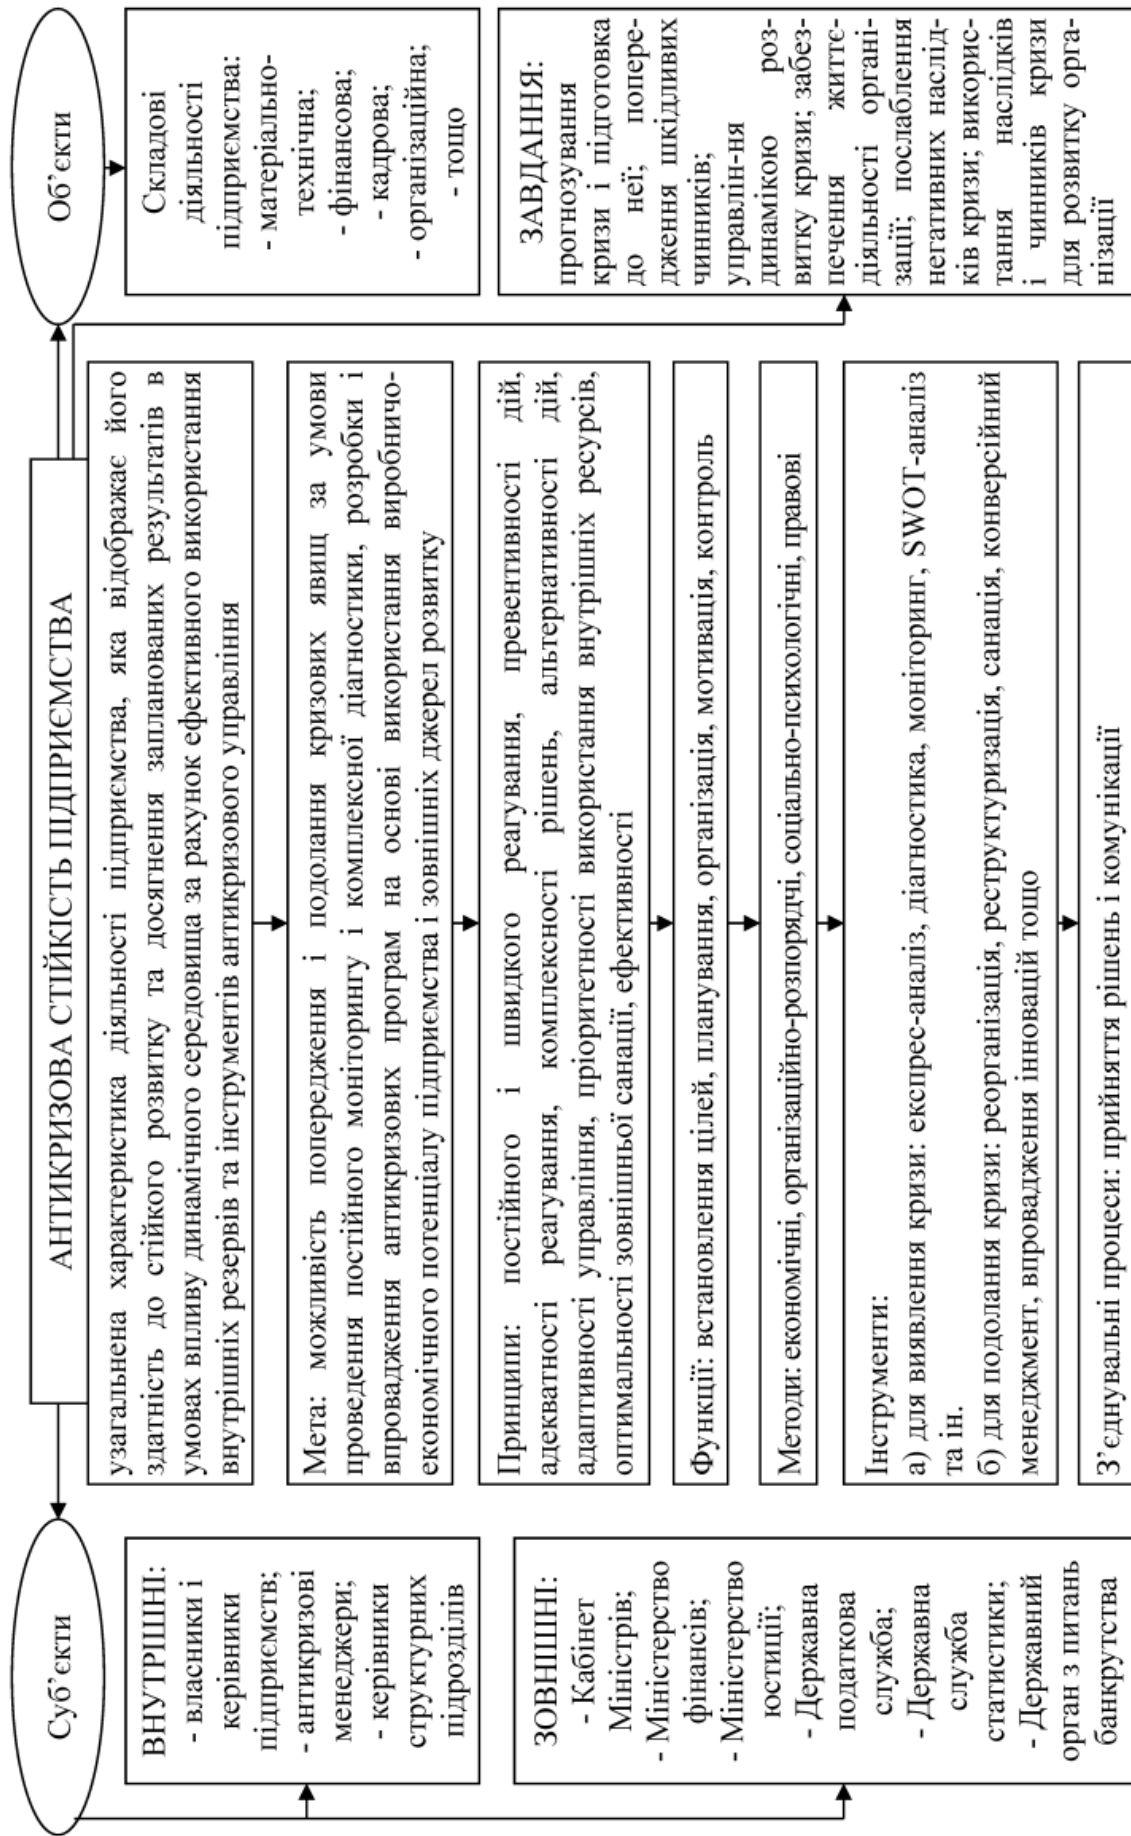 АНТИКРИЗОВА СТІЙКІСТЬ ПІДПРИЄМСТВА
Суб’єкти
ВНУТРІШНІ:
- власники і
керівники
підприємств;
- антикризові
менеджери;
- керівники
структурних
підрозділів
ЗОВНІШНІ:
- Кабінет
Міністрів;
- Міністерство
фінансів;
- Міністерство
юстиції;
- Державна
податкова
служба;
- Державна
служба
статистики;
- Державний
орган з питань
банкрутства
узагальнена характеристика діяльності підприємства, яка відображає його
здатність до стійкого розвитку та досягнення запланованих результатів в
умовах впливу динамічного середовища за рахунок ефективного використання
внутрішніх резервів та інструментів антикризового управління
Мета: можливість попередження і подолання кризових явищ за умови
проведення постійного моніторингу і комплексної діагностики, розробки і
впровадження антикризових програм на основі використання виробничо-
економічного потенціалу підприємства і зовнішніх джерел розвитку
Принципи: постійного і швидкого реагування, превентивності дій,
адекватності реагування, комплексності рішень, альтернативності дій,
адаптивності управління, пріоритетності використання внутрішніх ресурсів,
оптимальності зовнішньої санації, ефективності
Функції: встановлення цілей, планування, організація, мотивація, контроль
Методи: економічні, організаційно-розпорядчі, соціально-психологічні, правові
Інструменти:
а) для виявлення кризи: експрес-аналіз, діагностика, моніторинг, SWOT-аналіз
та ін.
б) для подолання кризи: реорганізація, реструктуризація, санація, конверсійний
менеджмент, впровадження інновацій тощо
З’єднувальні процеси: прийняття рішень і комунікації
Об’єкти
Складові
діяльності
підприємства:
- матеріально-
технічна;
- фінансова;
- кадрова;
- організаційна;
- тощо
ЗАВДАННЯ:
прогнозування
кризи і підготовка
до неї; попере-
дження шкідливих
чинників;
управлін-ня
динамікою роз-
витку кризи; забез-
печення життє-
діяльності органі-
зації; послаблення
негативних наслід-
ків кризи; викорис-
тання наслідків
і чинників кризи
для розвитку орга-
нізації